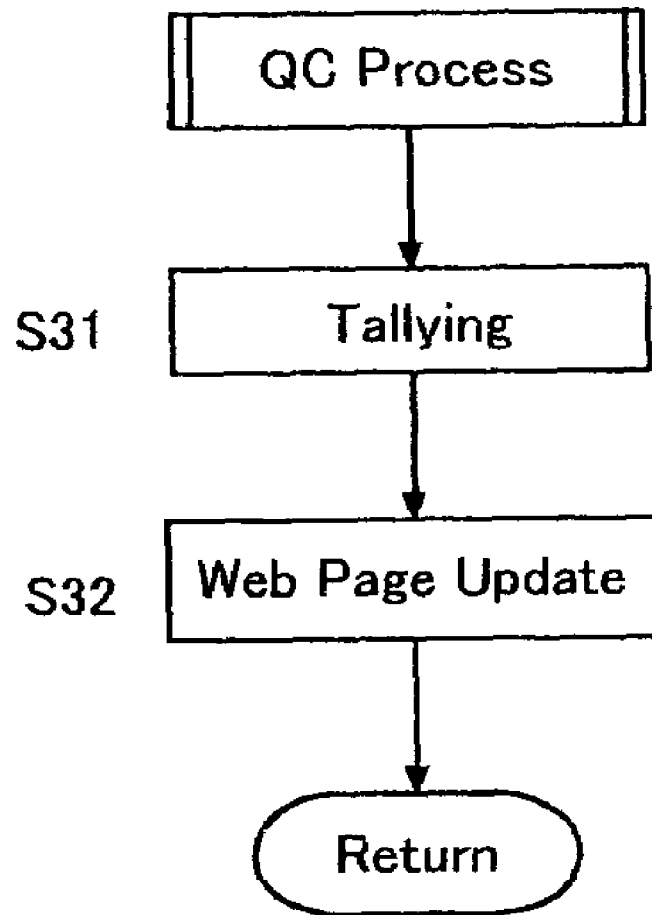 QC Process
S31 Tallying
S32 Web Page Update
Return